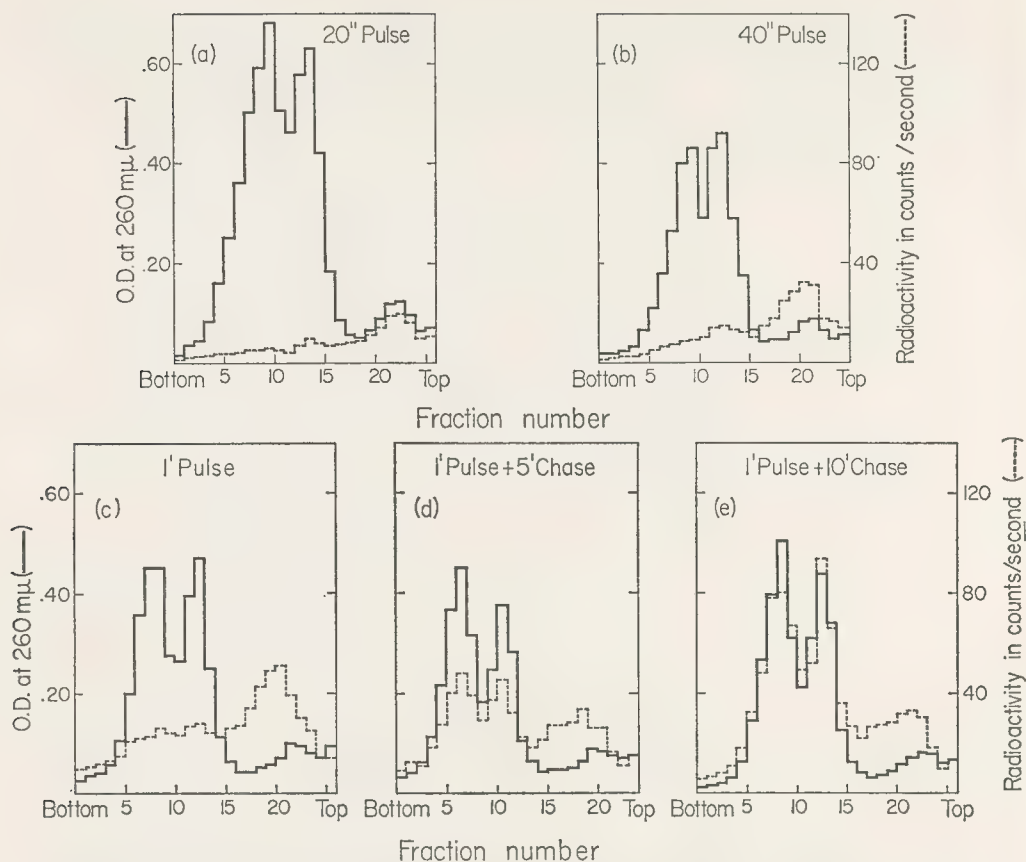 (a)
20" Pulse
(b)
40" Pulse
O.D. at 260 mμ (—)
.60
.40
.20
Radioactivity in counts / second (----)
120
80
40
Bottom 5 10 15 20 Top
Bottom 5 10 15 20 Top
Fraction number
1' Pulse
1' Pulse + 5' Chase
1' Pulse + 10' Chase
(c)
(d)
(e)
O.D. at 260 mμ (—)
.60
.40
.20
Radioactivity in counts/second (----)
120
80
40
Bottom 5 10 15 20 Top
Bottom 5 10 15 20 Top
Bottom 5 10 15 20 Top
Fraction number